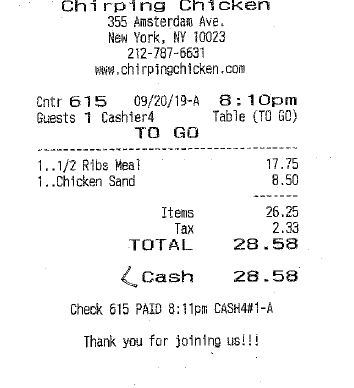 Chirping Chicken
355 Amsterdam Ave.
New York, NY 10023
212-787-6631
www.chirpingchicken.com
Cntr 615 09/20/19-A 8:10pm
Guests 1 Cashier4 Table (TO GO)
TO GO
1..1/2 Ribs Meal 17.75
1..Chicken Sand 8.50
Items 26.25
Tax 2.33
TOTAL 28.58
Cash 28.58
Check 615 PAID 8:11pm CASH4#1-A
Thank you for joining us!!!